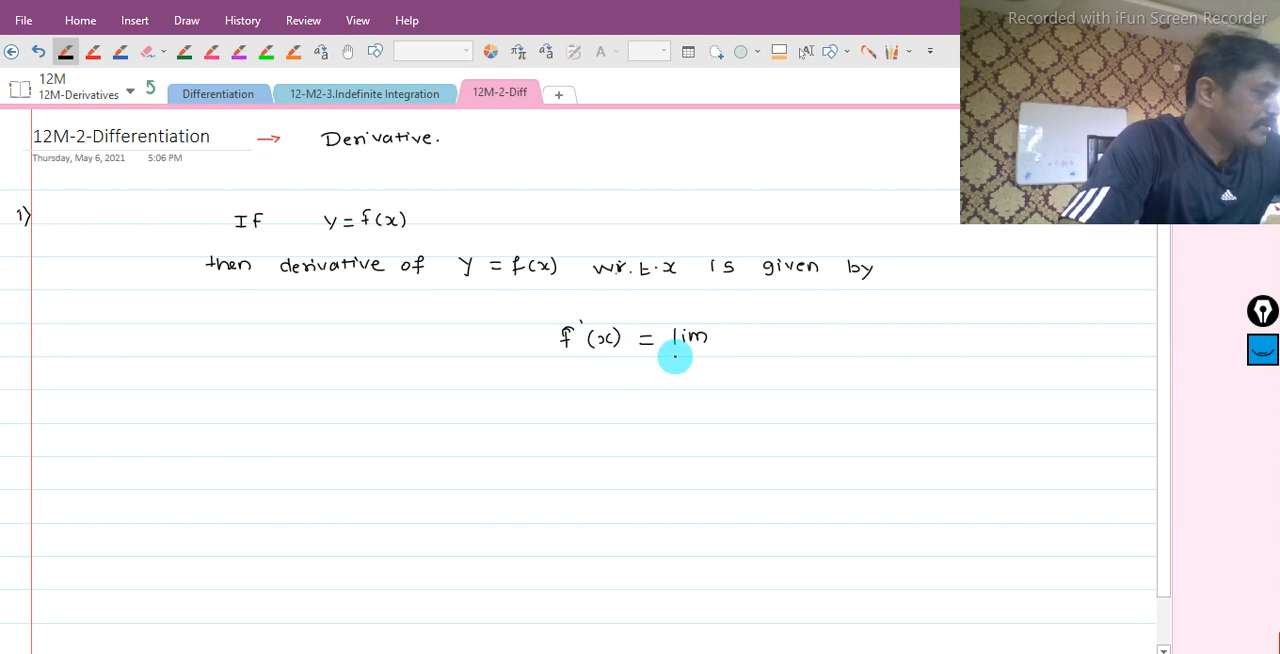 File Home Insert Draw History Review View Help
Recorded with iFun Screen Recorder
12M
12M-Derivatives
Differentiation 12-M2-3.Indefinite Integration 12M-2-Diff +
12M-2-Differentiation → Derivative.
Thursday, May 6, 2021 5:06 PM
1) If y = f(x)
then derivative of y = f(x) w.r.t.x is given by
f'(x) = lim